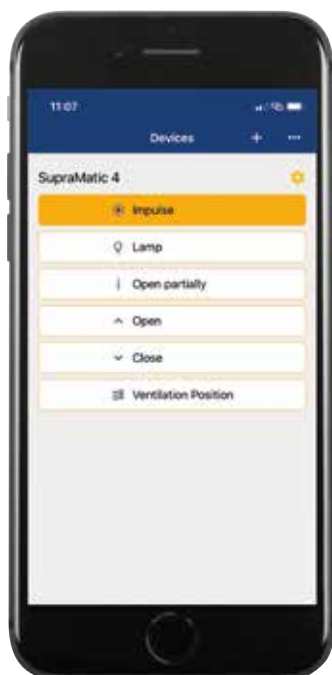 11:07
Devices
SupraMatic 4
Impulse
Lamp
Open partially
Open
Close
Ventilation Position